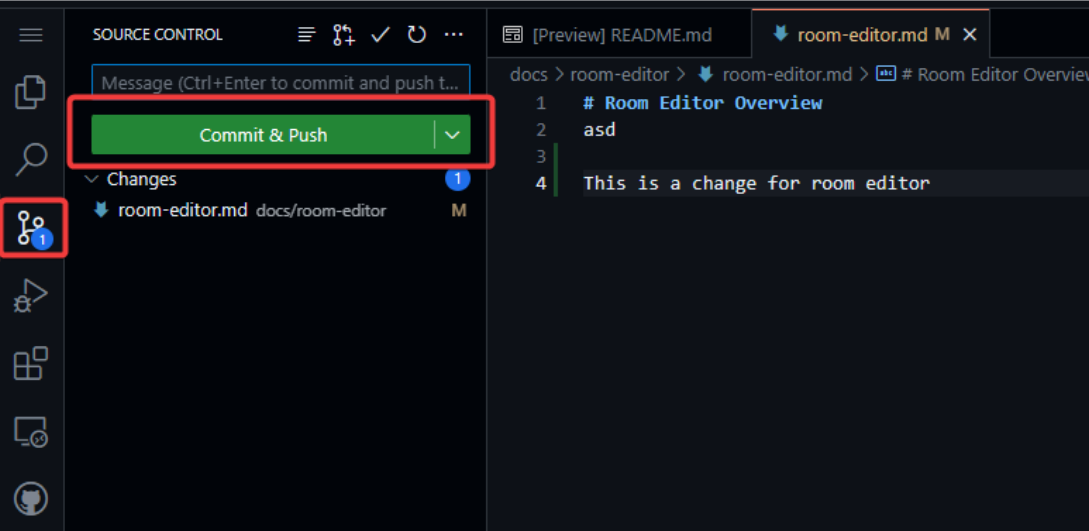 SOURCE CONTROL
Message (Ctrl+Enter to commit and push t...
Commit & Push
Changes 1
room-editor.md docs/room-editor M
1
[Preview] README.md
room-editor.md M
docs > room-editor > room-editor.md > abc # Room Editor Overview
1 # Room Editor Overview
2 asd
3
4 This is a change for room editor